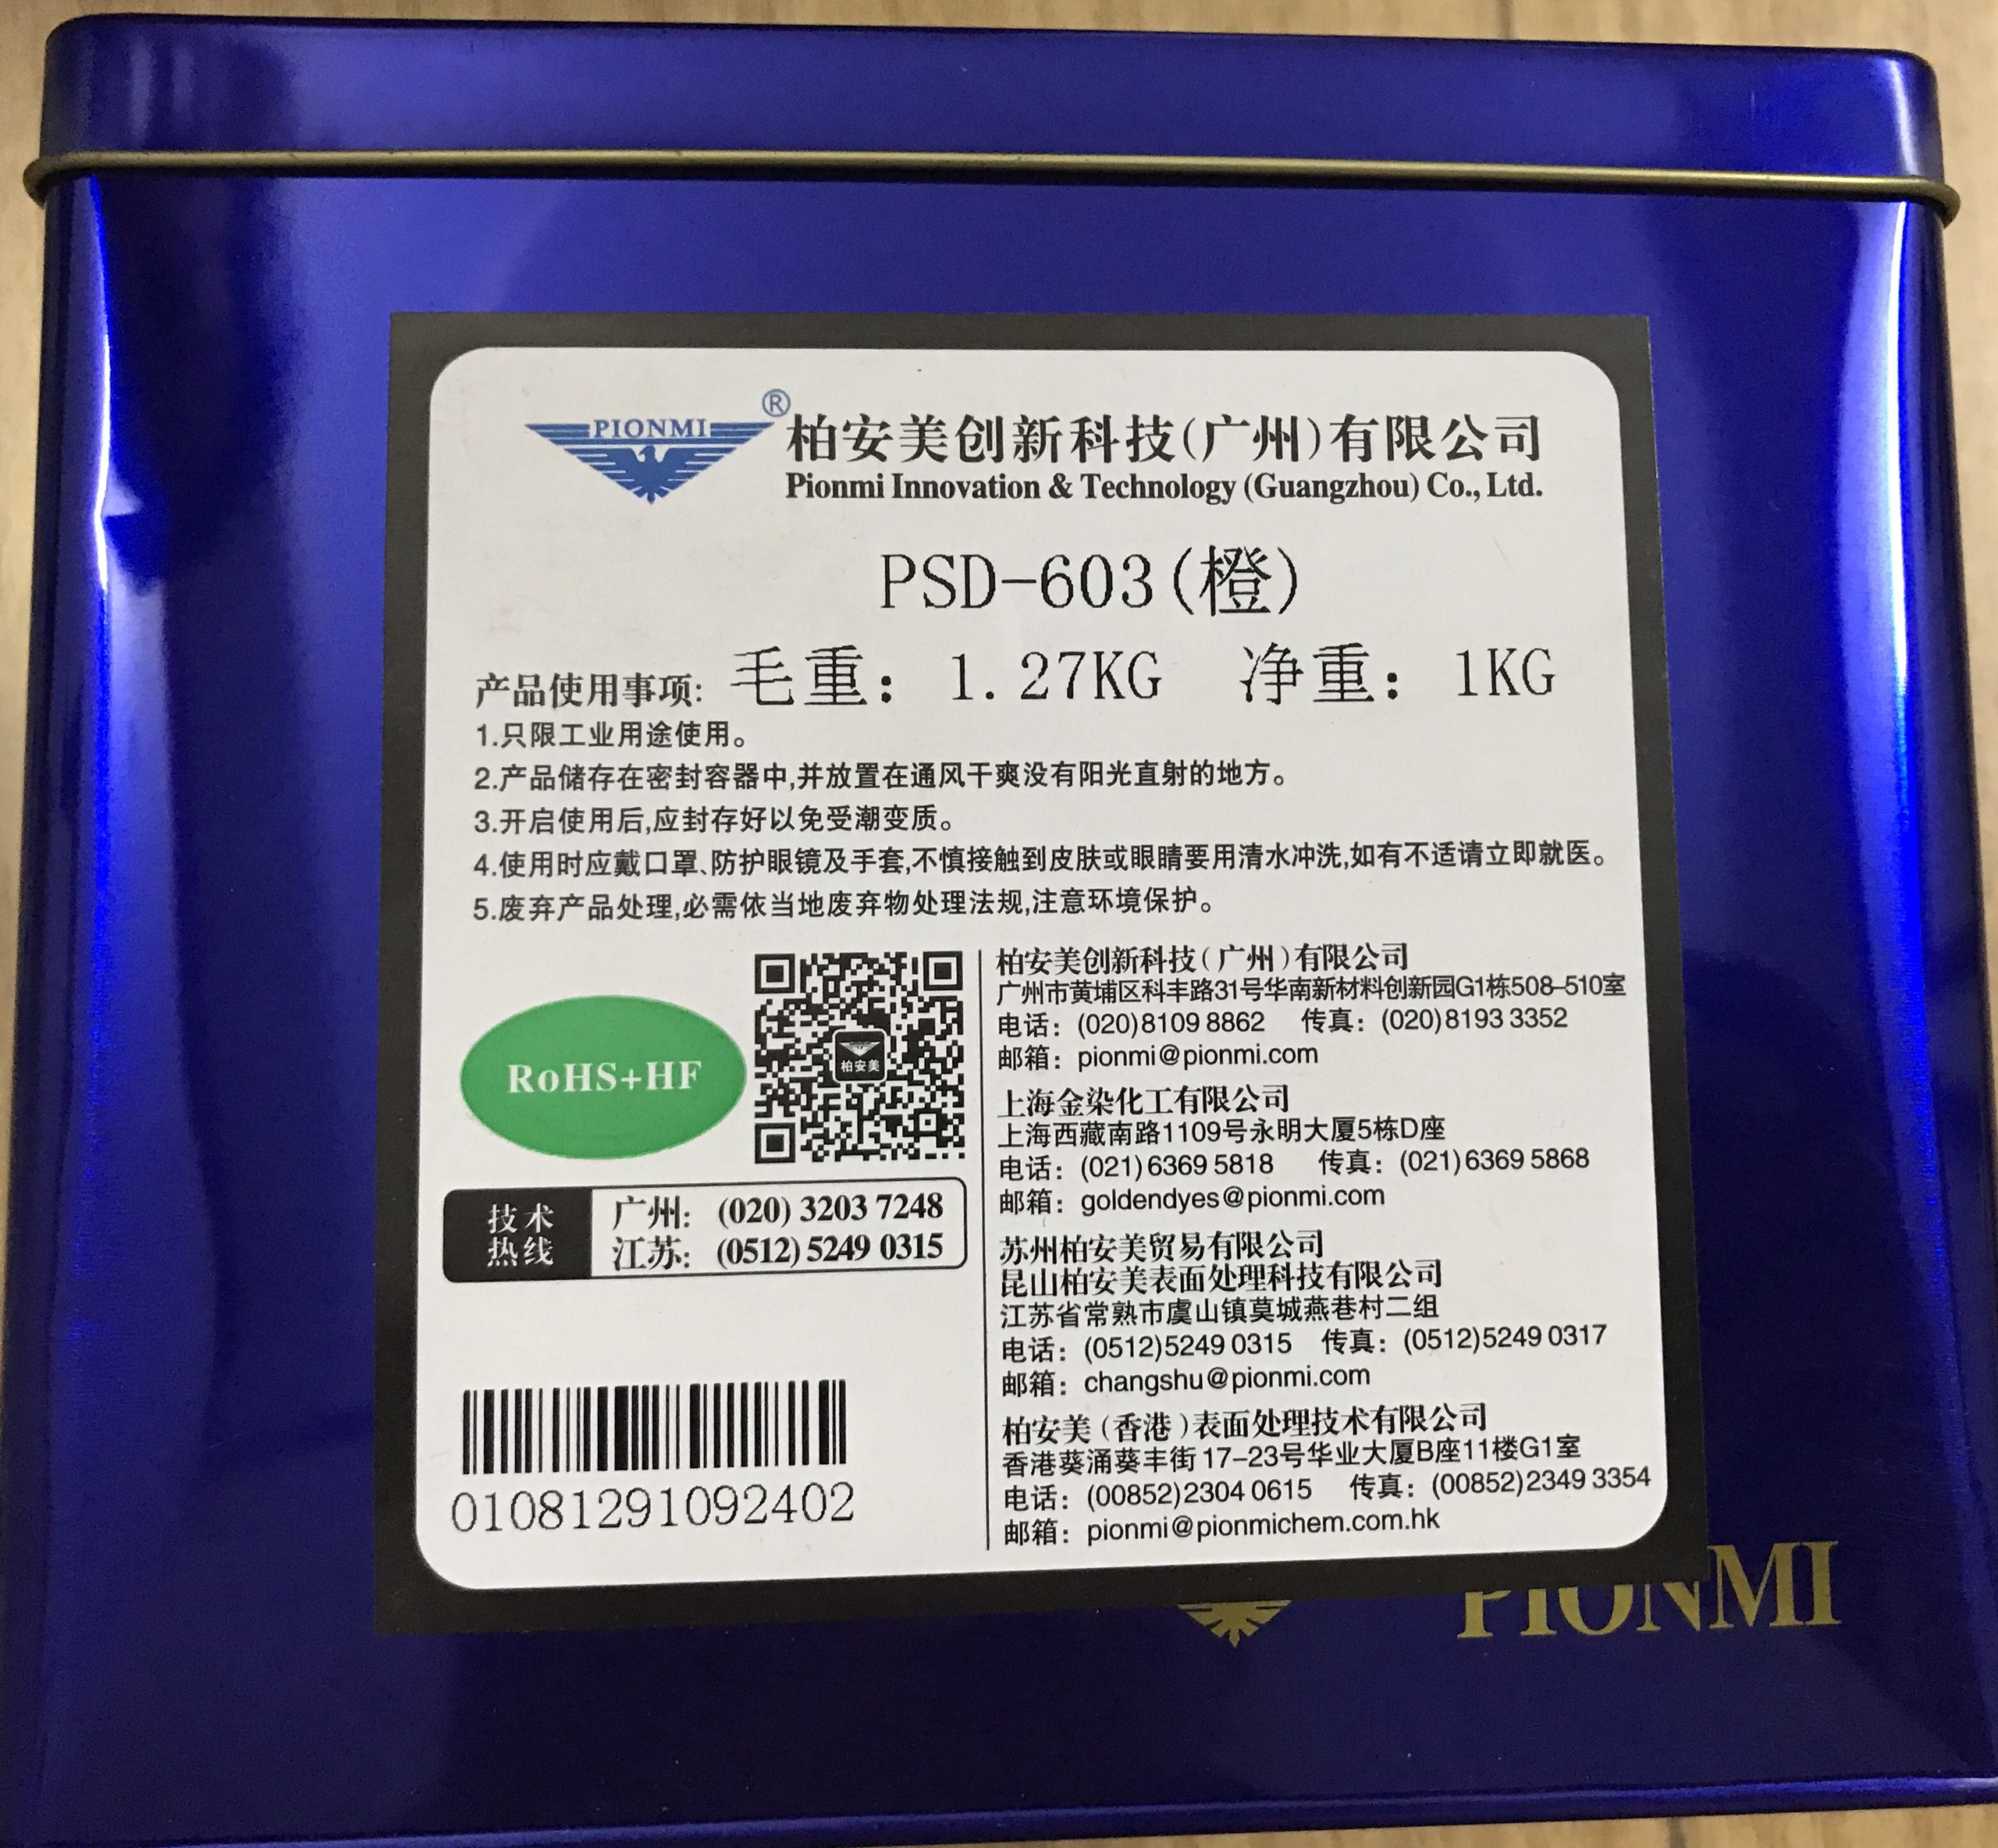 PIONMI®
柏安美创新科技(广州)有限公司
Pionmi Innovation & Technology (Guangzhou) Co., Ltd.
PSD-603(橙)
产品使用事项: 毛重: 1.27KG 净重: 1KG
1.只限工业用途使用。
2.产品储存在密封容器中,并放置在通风干爽没有阳光直射的地方。
3.开启使用后,应封存好以免受潮变质。
4.使用时应戴口罩、防护眼镜及手套,不慎接触到皮肤或眼睛要用清水冲洗,如有不适请立即就医。
5.废弃产品处理,必需依当地废弃物处理法规,注意环境保护。
RoHS+HF
柏安美
技术
热线
广州: (020) 3203 7248
江苏: (0512) 5249 0315
01081291092402
柏安美创新科技(广州)有限公司
广州市黄埔区科丰路31号华南新材料创新园G1栋508-510室
电话: (020)8109 8862 传真: (020)8193 3352
邮箱: pionmi@pionmi.com
上海金染化工有限公司
上海西藏南路1109号永明大厦5栋D座
电话: (021)6369 5818 传真: (021)6369 5868
邮箱: goldendyes@pionmi.com
苏州柏安美贸易有限公司
昆山柏安美表面处理科技有限公司
江苏省常熟市虞山镇莫城燕巷村二组
电话: (0512)5249 0315 传真: (0512)5249 0317
邮箱: changshu@pionmi.com
柏安美(香港)表面处理技术有限公司
香港葵涌葵丰街17-23号华业大厦B座11楼G1室
电话: (00852)2304 0615 传真: (00852)2349 3354
邮箱: pionmi@pionmichem.com.hk
PIONMI